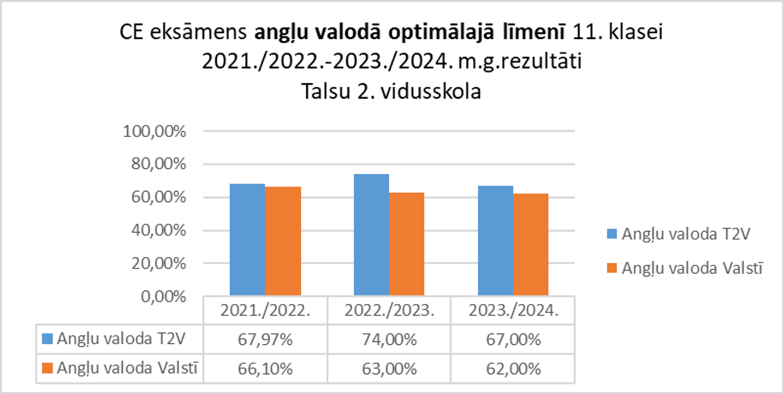 CE eksāmens angļu valodā optimālajā līmenī 11. klasei
2021./2022.-2023./2024. m.g.rezultāti
Talsu 2. vidusskola
100,00%
80,00%
60,00%
40,00%
20,00%
0,00%
Angļu valoda T2V
Angļu valoda Valstī
2021./2022. 2022./2023. 2023./2024.
Angļu valoda T2V 67,97% 74,00% 67,00%
Angļu valoda Valstī 66,10% 63,00% 62,00%